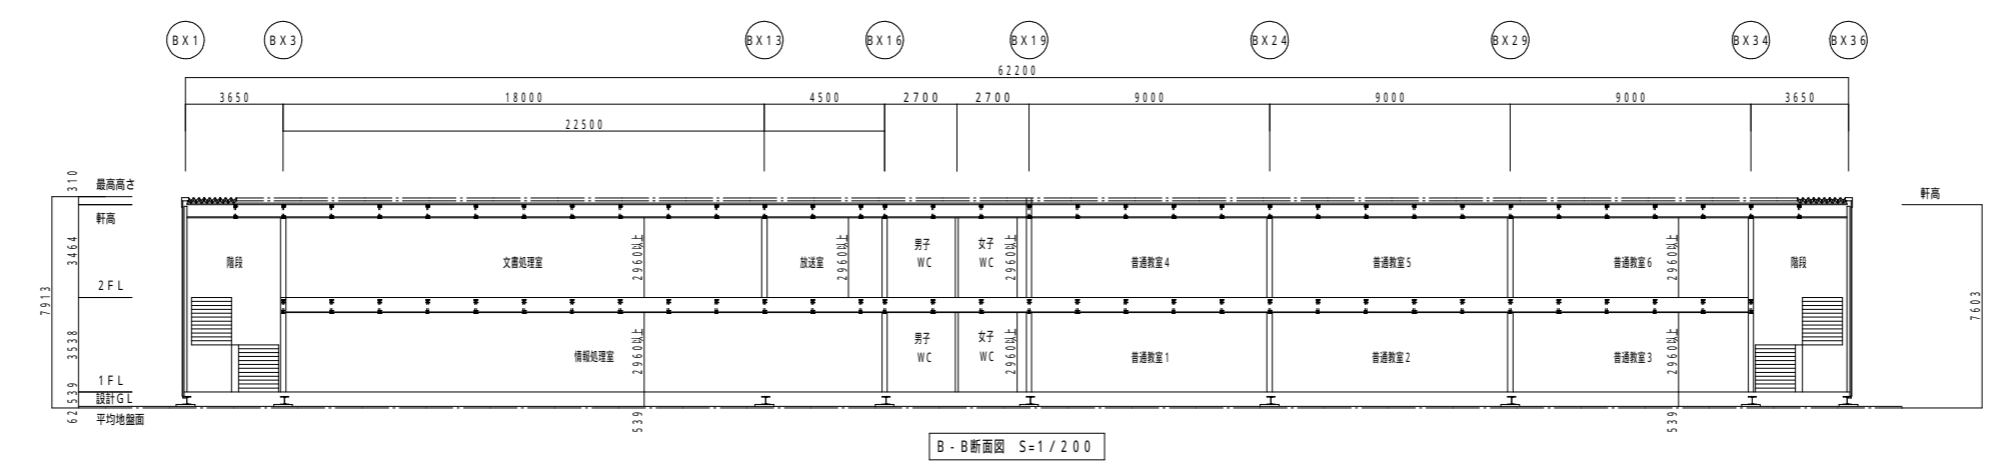 BX1 BX3 BX13 BX16 BX19 BX24 BX29 BX34 BX36
62200
3650 18000 4500 2700 2700 9000 9000 9000 3650
22500
310
最高高さ
軒高
軒高
3464
2FL
7913
3538
1FL
539
設計GL
62
平均地盤面
7603
階段 文書処理室 2960以上 放送室 2960以上 男子 WC 女子 WC 2960以上 普通教室4 普通教室5 普通教室6 2960以上 階段
情報処理室 2960以上 男子 WC 女子 WC 2960以上 普通教室1 普通教室2 普通教室3 2960以上
539 539
B-B断面図 S=1/200